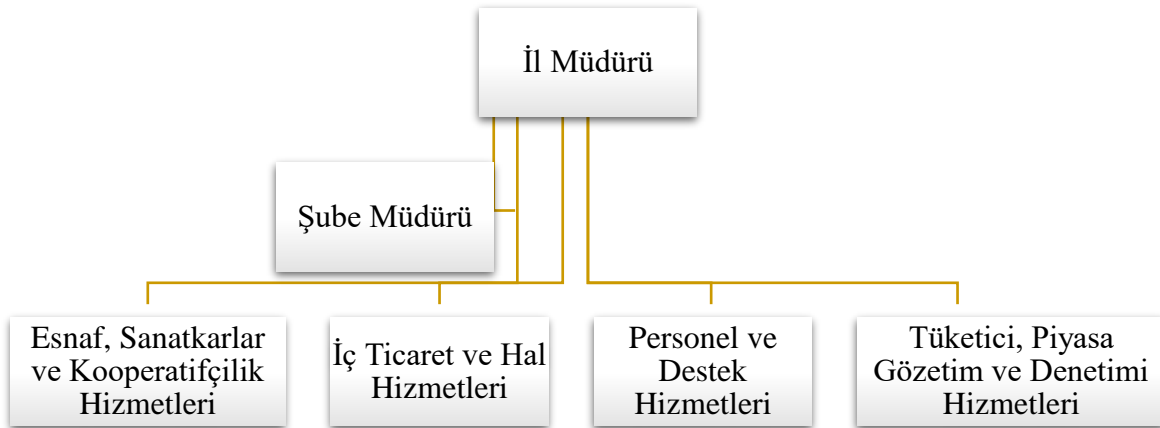 İl Müdürü
Şube Müdürü
Esnaf, Sanatkarlar
ve Kooperatifçilik
Hizmetleri
İç Ticaret ve Hal
Hizmetleri
Personel ve
Destek
Hizmetleri
Tüketici, Piyasa
Gözetim ve Denetimi
Hizmetleri